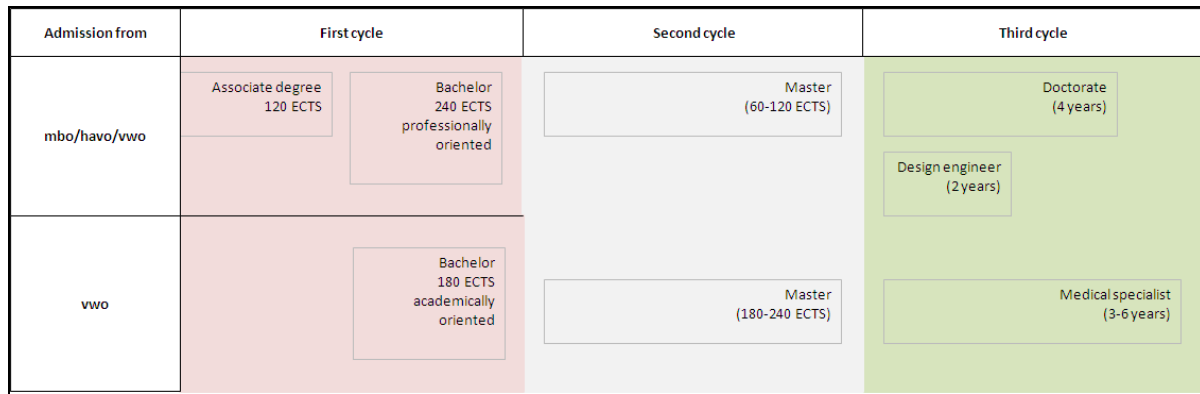 Admission from
First cycle
Second cycle
Third cycle
mbo/havo/vwo
Associate degree
120 ECTS
Bachelor
240 ECTS
professionally
oriented
Master
(60-120 ECTS)
Doctorate
(4 years)
Design engineer
(2 years)
vwo
Bachelor
180 ECTS
academically
oriented
Master
(180-240 ECTS)
Medical specialist
(3-6 years)